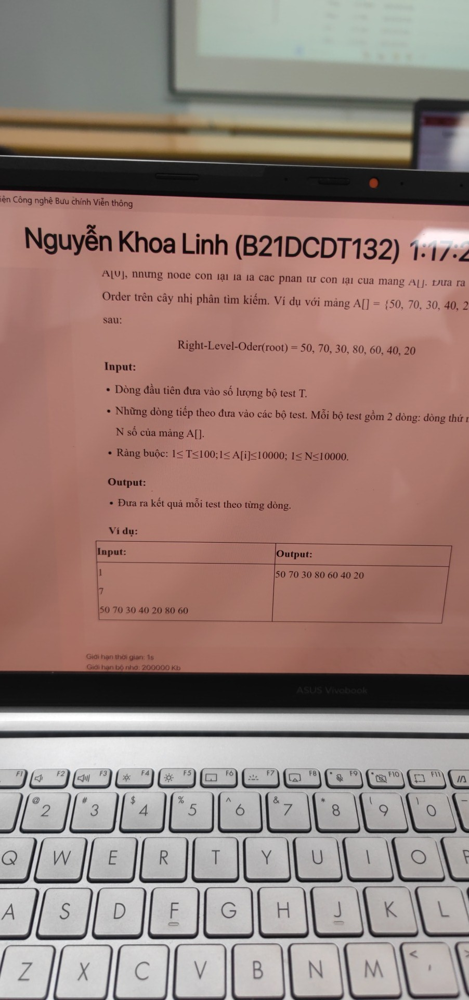 iện Công nghệ Bưu chính Viễn thông
Nguyễn Khoa Linh (B21DCDT132) 1:17:2
A[0], những node con lại là là các phần tử con lại của mảng A[]. Đưa ra
Order trên cây nhị phân tìm kiếm. Ví dụ với mảng A[] = {50, 70, 30, 40, 2
sau:
Right-Level-Oder(root) = 50, 70, 30, 80, 60, 40, 20
Input:
• Dòng đầu tiên đưa vào số lượng bộ test T.
• Những dòng tiếp theo đưa vào các bộ test. Mỗi bộ test gồm 2 dòng: dòng thứ
N số của mảng A[].
• Ràng buộc: 1≤ T≤100;1≤ A[i]≤10000; 1≤ N≤10000.
Output:
• Đưa ra kết quả mỗi test theo từng dòng.
Ví dụ:
Input: Output:
1 50 70 30 80 60 40 20
7
50 70 30 40 20 80 60
Giới hạn thời gian: 1s
Giới hạn bộ nhớ: 200000 Kb
ASUS Vivobook
F1 F2 F3 F4 F5 F6 F7 F8 F9 F10 F11
@ # $ % ^ & * ( ) –
2 3 4 5 6 7 8 9 0
Q W E R T Y U I O P
A S D F G H J K L
Z X C V B N M < ,